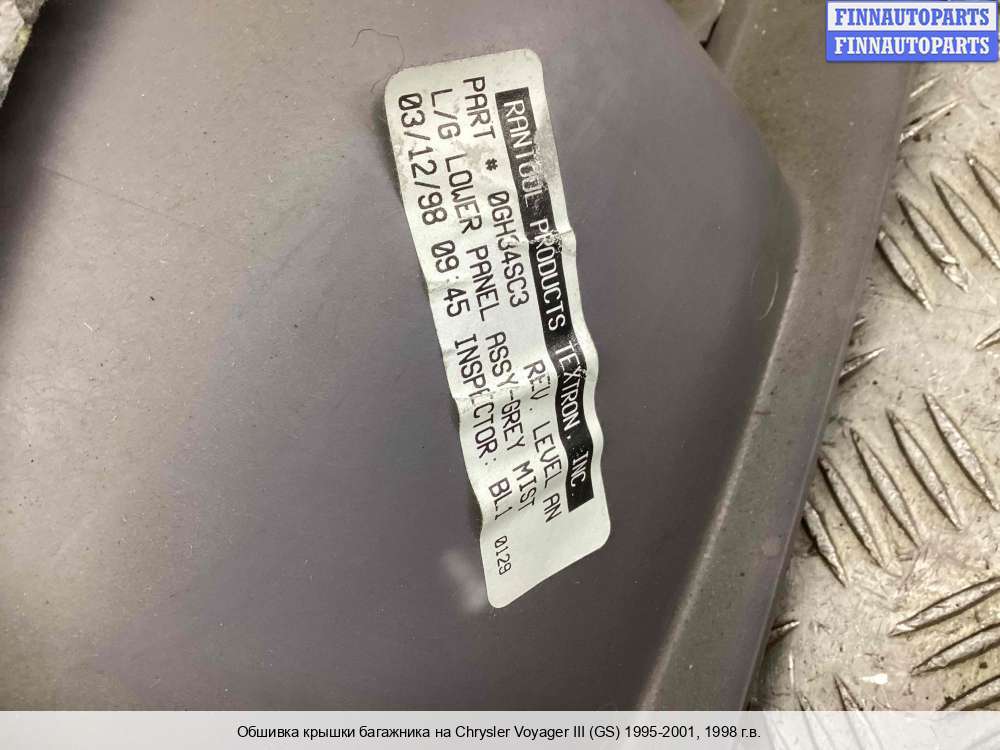 FINNAUTOPARTS
FINNAUTOPARTS
RANTOUL PRODUCTS TEXTRON, INC.
REV. LEVEL AN
PART # 0GH34SC3
L/G LOWER PANEL ASSY-GREY MIST
03/12/98 09:45 INSPECTOR: BL1 0129
Обшивка крышки багажника на Chrysler Voyager III (GS) 1995-2001, 1998 г.в.